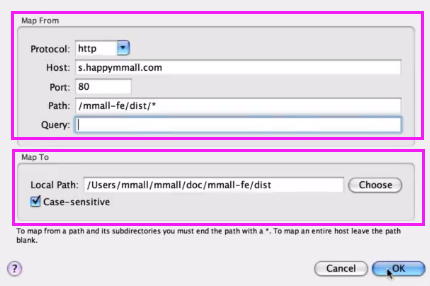 Map From
Protocol: http
Host: s.happymmall.com
Port: 80
Path: /mmall-fe/dist/*
Query:
Map To
Local Path: /Users/mmall/mmall/doc/mmall-fe/dist Choose
Case-sensitive
To map from a path and its subdirectories you must end the path with a *. To map an entire host leave the path
blank.
? Cancel OK